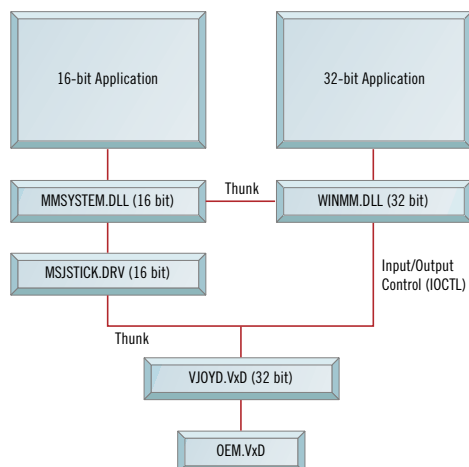 16-bit Application
32-bit Application
Thunk
MMSYSTEM.DLL (16 bit)
WINMM.DLL (32 bit)
MSJSTICK.DRV (16 bit)
Input/Output
Control (IOCTL)
Thunk
VJOYD.VxD (32 bit)
OEM.VxD